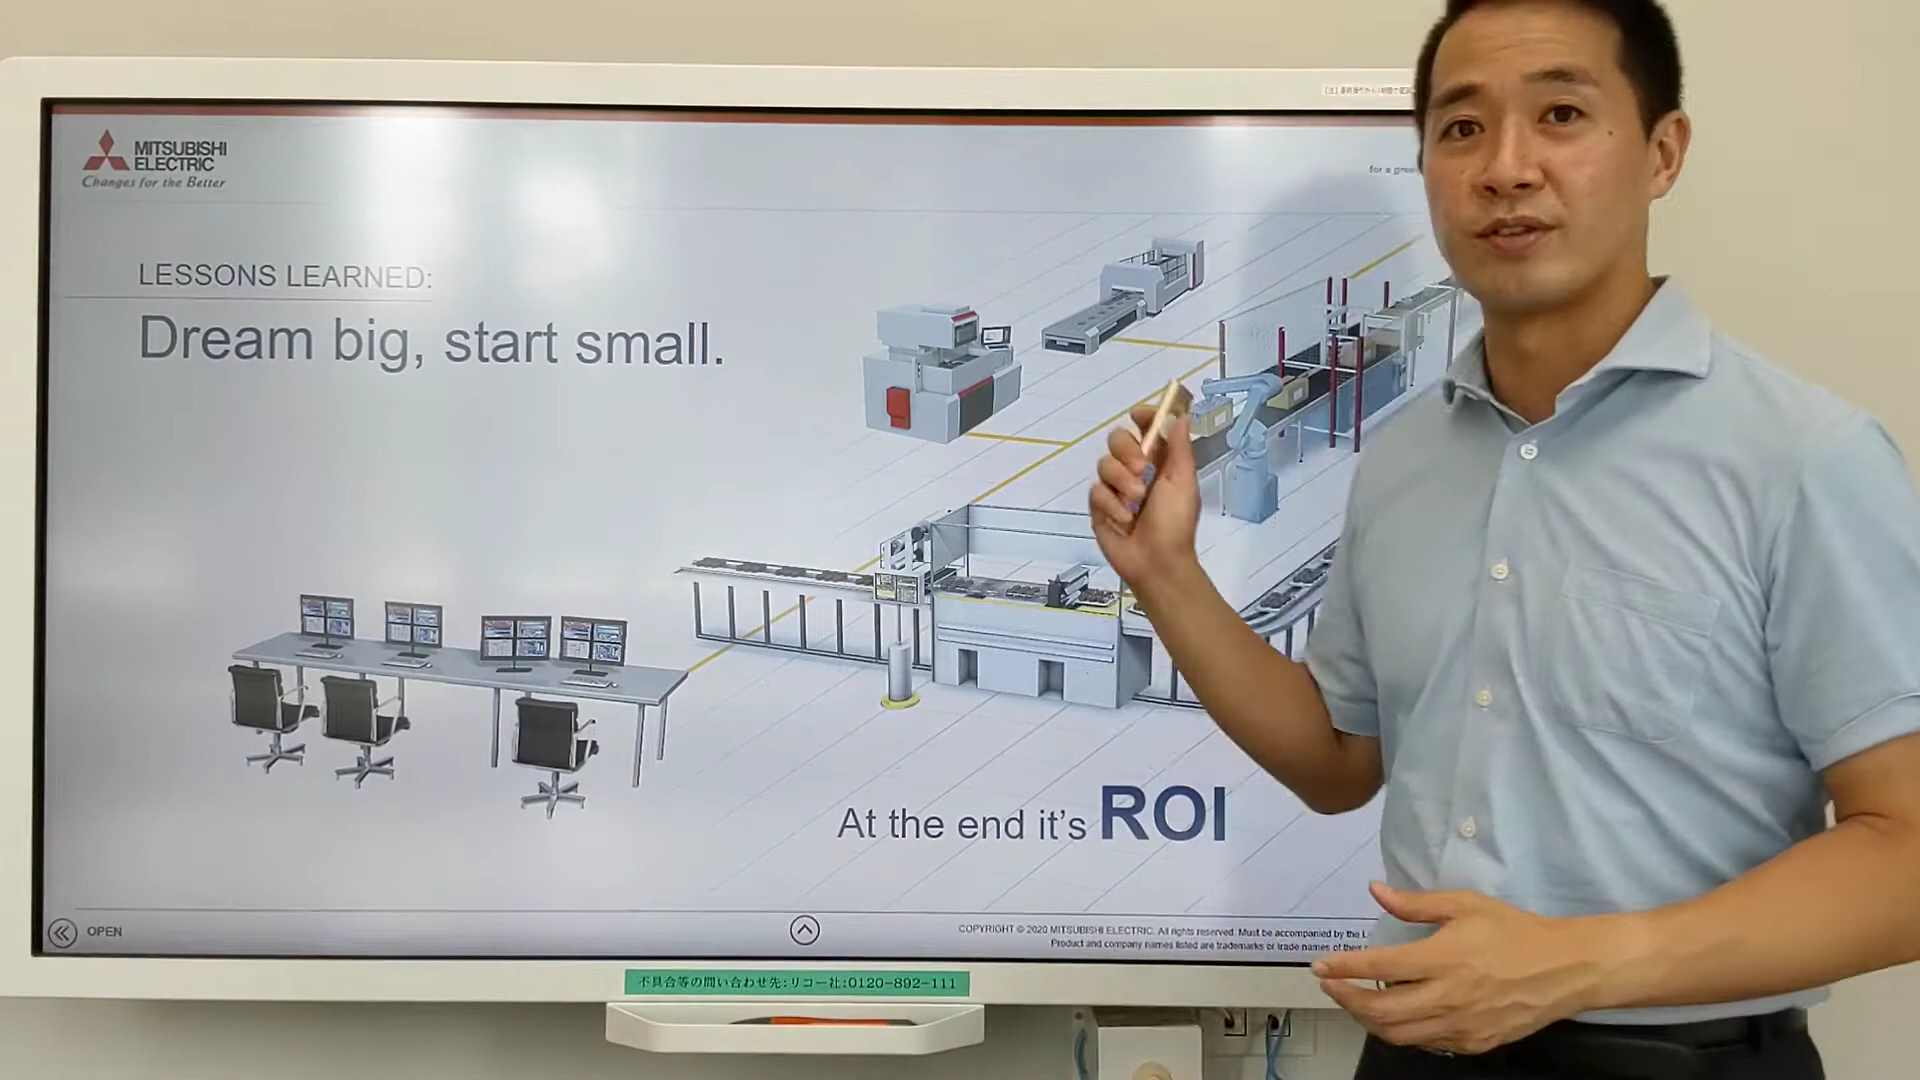 MITSUBISHI
ELECTRIC
Changes for the Better
for a gree
LESSONS LEARNED:
Dream big, start small.
At the end it's ROI
OPEN
COPYRIGHT © 2020 MITSUBISHI ELECTRIC. All rights reserved. Must be accompanied by the L
Product and company names listed are trademarks or trade names of their
不具合等の問い合わせ先:リコー社:0120-892-111